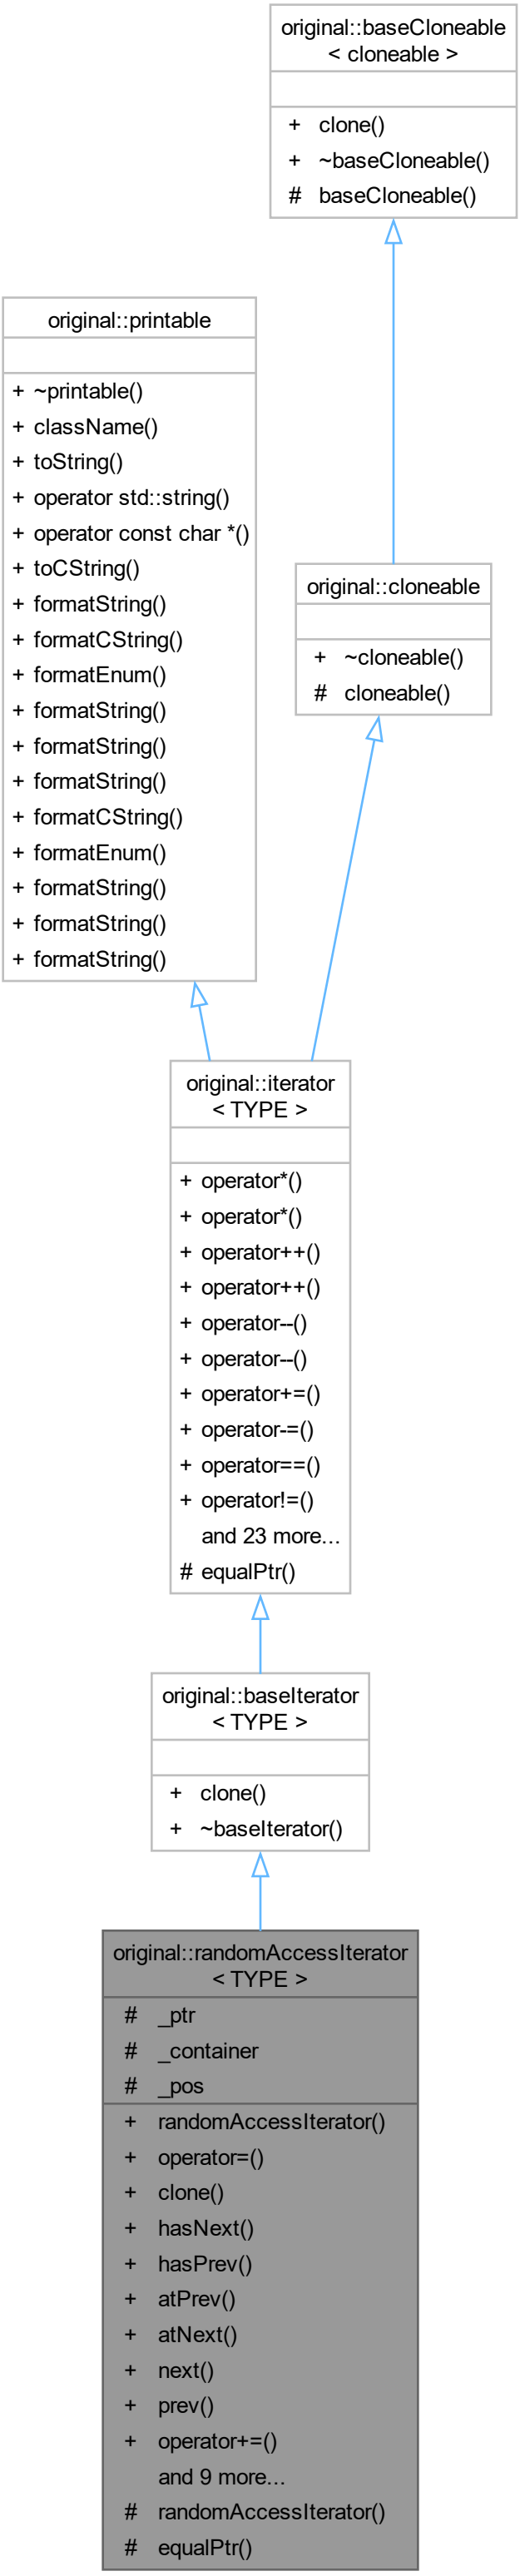 original::baseCloneable
< cloneable >
+ clone()
+ ~baseCloneable()
# baseCloneable()
original::printable
+ ~printable()
+ className()
+ toString()
+ operator std::string()
+ operator const char *()
+ toCString()
+ formatString()
+ formatCString()
+ formatEnum()
+ formatString()
+ formatString()
+ formatString()
+ formatCString()
+ formatEnum()
+ formatString()
+ formatString()
+ formatString()
original::cloneable
+ ~cloneable()
# cloneable()
original::iterator
< TYPE >
+ operator*()
+ operator*()
+ operator++()
+ operator++()
+ operator--()
+ operator--()
+ operator+=()
+ operator-=()
+ operator==()
+ operator!=()
and 23 more...
# equalPtr()
original::baseIterator
< TYPE >
+ clone()
+ ~baseIterator()
original::randomAccessIterator
< TYPE >
# _ptr
# _container
# _pos
+ randomAccessIterator()
+ operator=()
+ clone()
+ hasNext()
+ hasPrev()
+ atPrev()
+ atNext()
+ next()
+ prev()
+ operator+=()
and 9 more...
# randomAccessIterator()
# equalPtr()